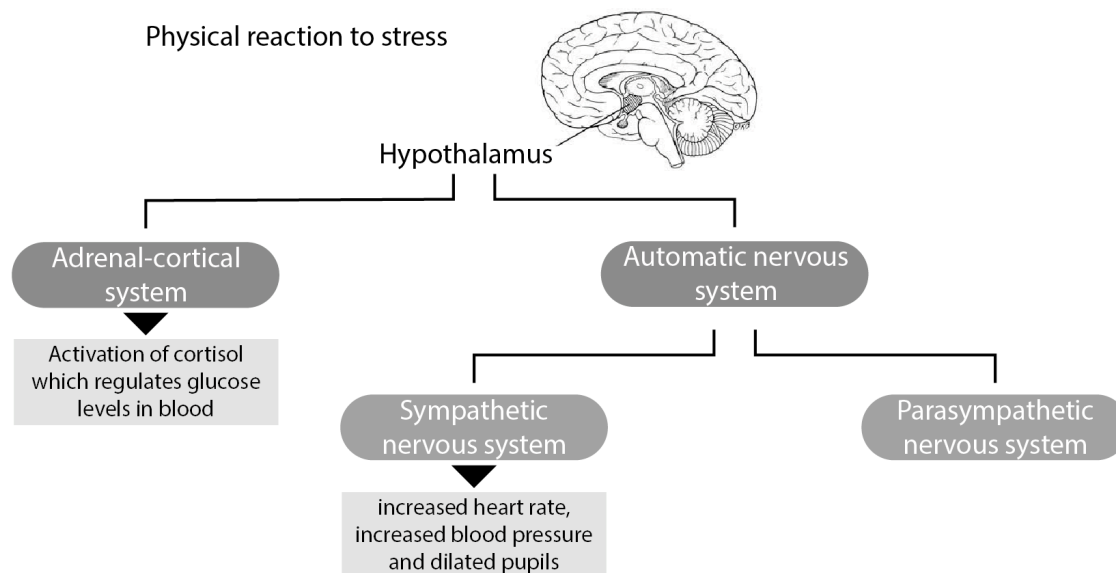 Physical reaction to stress
Hypothalamus
Adrenal-cortical
system
Activation of cortisol
which regulates glucose
levels in blood
Automatic nervous
system
Sympathetic
nervous system
increased heart rate,
increased blood pressure
and dilated pupils
Parasympathetic
nervous system